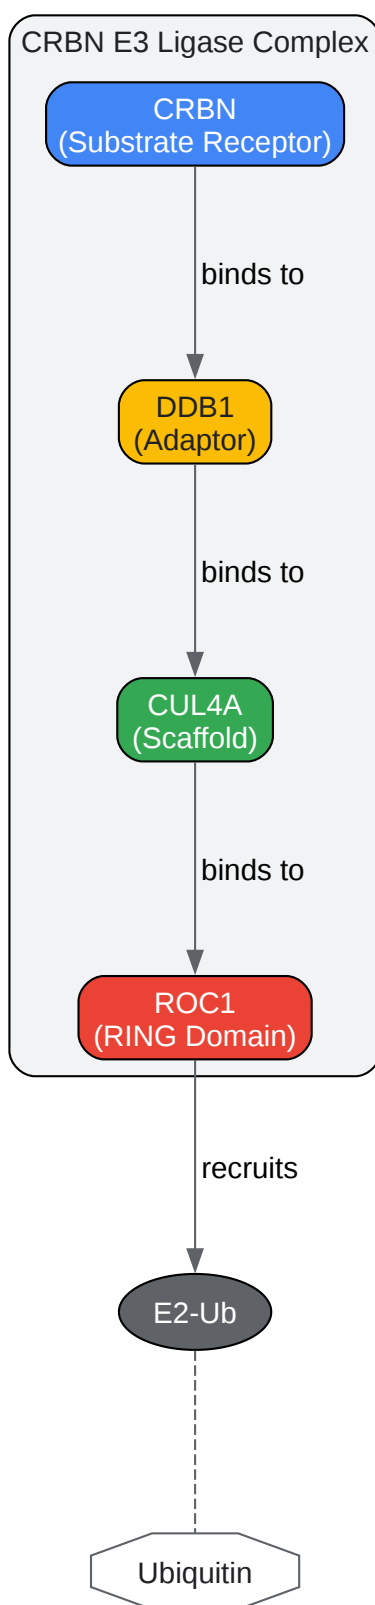 CRBN E3 Ligase Complex
CRBN
(Substrate Receptor)
binds to
DDB1
(Adaptor)
binds to
CUL4A
(Scaffold)
binds to
ROC1
(RING Domain)
recruits
E2-Ub
Ubiquitin